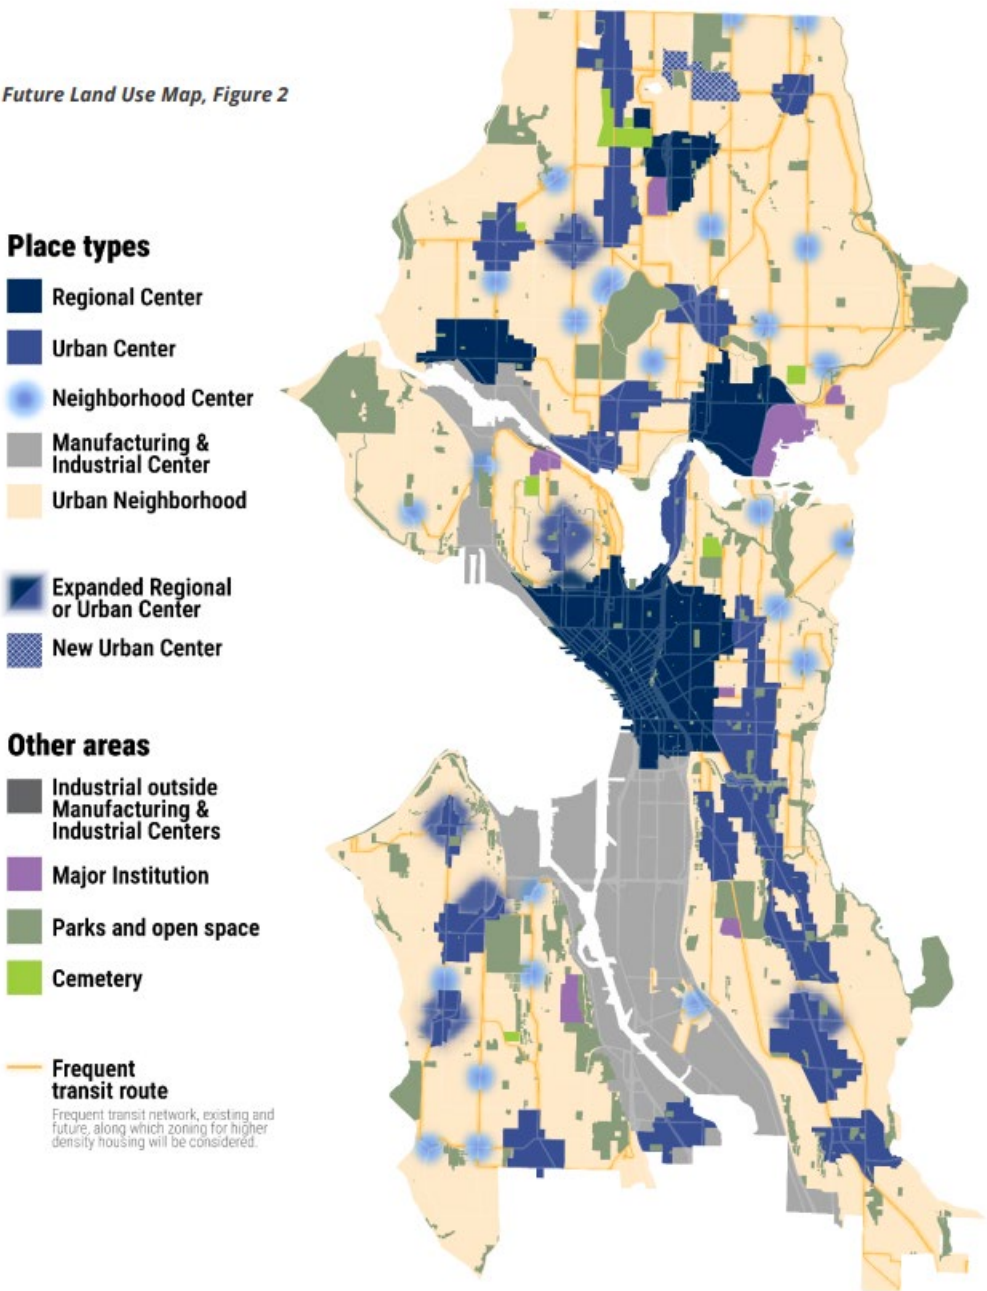 Future Land Use Map, Figure 2
Place types
Regional Center
Urban Center
Neighborhood Center
Manufacturing &
Industrial Center
Urban Neighborhood
Expanded Regional
or Urban Center
New Urban Center
Other areas
Industrial outside
Manufacturing &
Industrial Centers
Major Institution
Parks and open space
Cemetery
Frequent
transit route
Frequent transit network, existing and
future, along which zoning for higher
density housing will be considered.